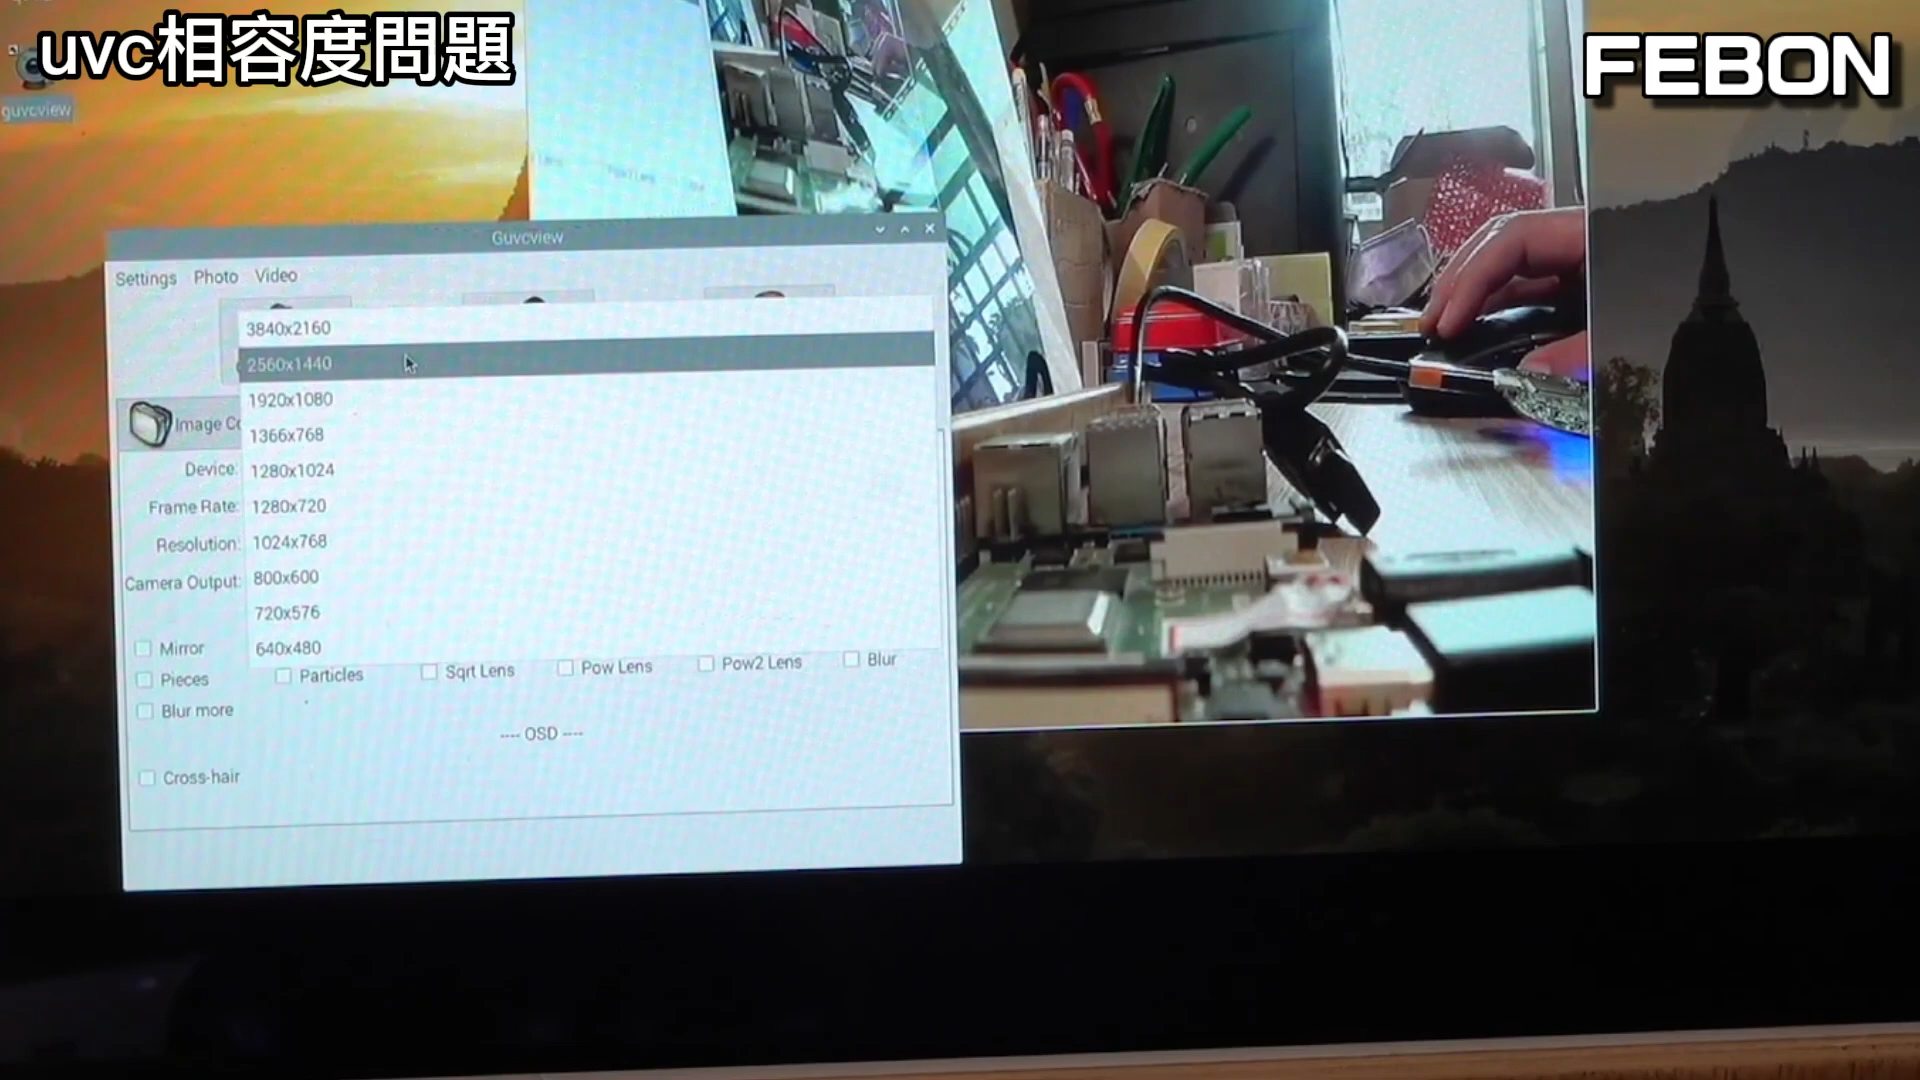 uvc相容度問題
FEBON
guvcview
Guvcview
Settings Photo Video
3840x2160
2560x1440
1920x1080
1366x768
1280x1024
1280x720
1024x768
800x600
720x576
640x480
Image Co
Device:
Frame Rate:
Resolution:
Camera Output:
Mirror
Pieces Particles Sqrt Lens Pow Lens Pow2 Lens Blur
Blur more
---- OSD ----
Cross-hair